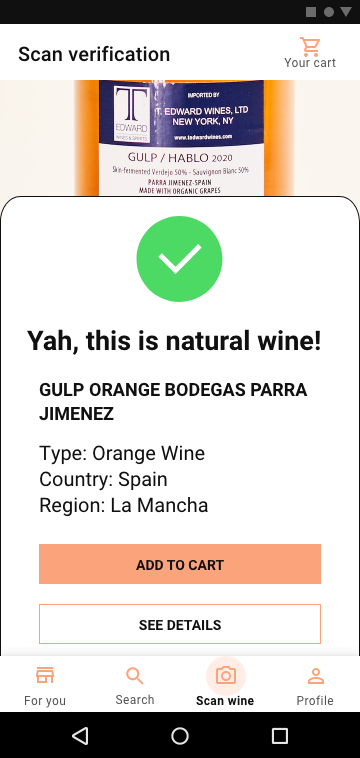 Scan verification
Your cart
IMPORTED BY
T. EDWARD WINES, LTD
NEW YORK, NY
www.tedwardwines.com
T
EDWARD
WINES & SPIRITS
GULP / HABLO 2020
Skin-fermented Verdejo 50% - Sauvignon Blanc 50%
PARRA JIMENEZ-SPAIN
MADE WITH ORGANIC GRAPES
Yah, this is natural wine!
GULP ORANGE BODEGAS PARRA
JIMENEZ
Type: Orange Wine
Country: Spain
Region: La Mancha
ADD TO CART
SEE DETAILS
For you
Search
Scan wine
Profile